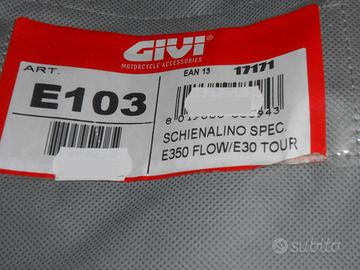 GIVI
MOTORCYCLE ACCESSORIES
ART.
E103
EAN 13
17171
SCHIENALINO SPEC.
E350 FLOW/E30 TOUR
subito